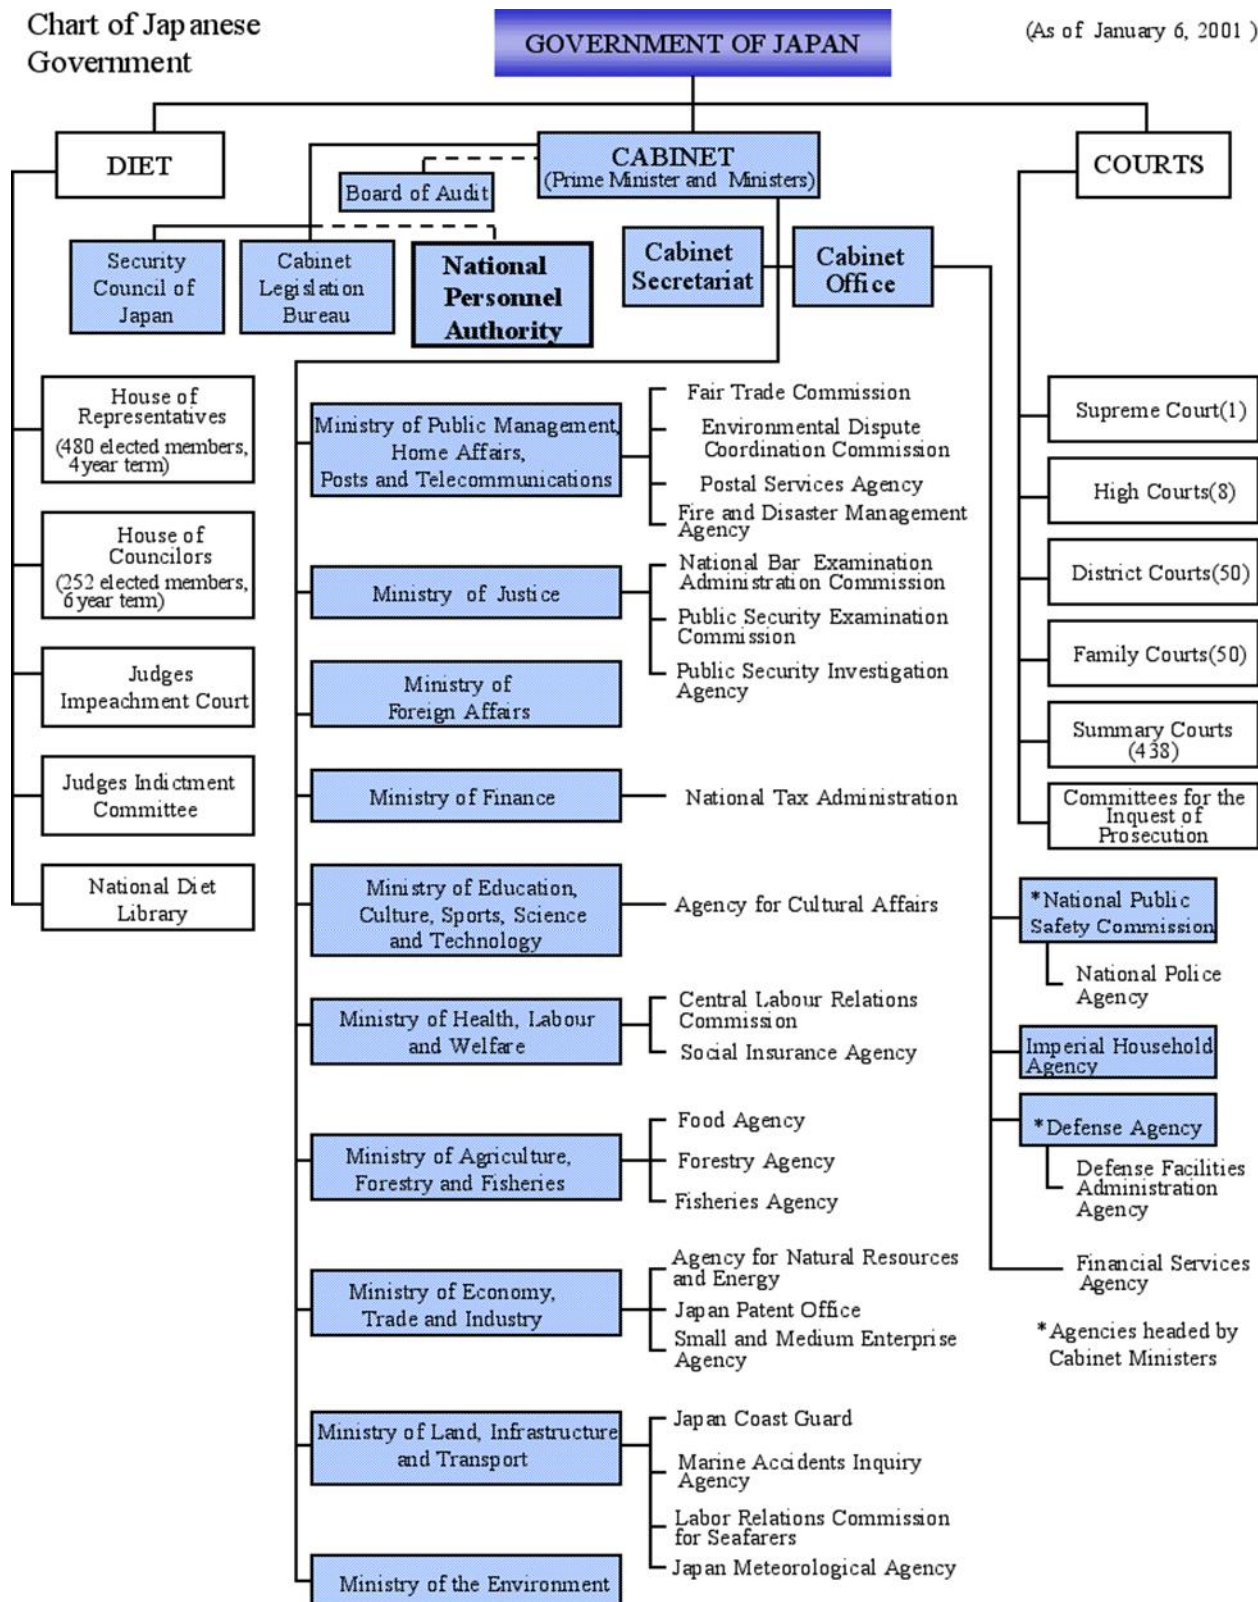 Chart of Japanese
Government
GOVERNMENT OF JAPAN
(As of January 6, 2001 )
DIET
CABINET
(Prime Minister and Ministers)
COURTS
Board of Audit
Security
Council of
Japan
Cabinet
Legislation
Bureau
National
Personnel
Authority
Cabinet
Secretariat
Cabinet
Office
House of
Representatives
(480 elected members,
4year term)
House of
Councilors
(252 elected members,
6year term)
Judges
Impeachment Court
Judges Indictment
Committee
National Diet
Library
Ministry of Public Management,
Home Affairs,
Posts and Telecommunications
Fair Trade Commission
Environmental Dispute
Coordination Commission
Postal Services Agency
Fire and Disaster Management
Agency
Ministry of Justice
National Bar Examination
Administration Commission
Public Security Examination
Commission
Public Security Investigation
Agency
Ministry of
Foreign Affairs
Ministry of Finance
National Tax Administration
Ministry of Education,
Culture, Sports, Science
and Technology
Agency for Cultural Affairs
Ministry of Health, Labour
and Welfare
Central Labour Relations
Commission
Social Insurance Agency
Ministry of Agriculture,
Forestry and Fisheries
Food Agency
Forestry Agency
Fisheries Agency
Ministry of Economy,
Trade and Industry
Agency for Natural Resources
and Energy
Japan Patent Office
Small and Medium Enterprise
Agency
Ministry of Land, Infrastructure
and Transport
Japan Coast Guard
Marine Accidents Inquiry
Agency
Labor Relations Commission
for Seafarers
Japan Meteorological Agency
Ministry of the Environment
Supreme Court(1)
High Courts(8)
District Courts(50)
Family Courts(50)
Summary Courts
(438)
Committees for the
Inquest of
Prosecution
*National Public
Safety Commission
National Police
Agency
Imperial Household
Agency
*Defense Agency
Defense Facilities
Administration
Agency
Financial Services
Agency
*Agencies headed by
Cabinet Ministers